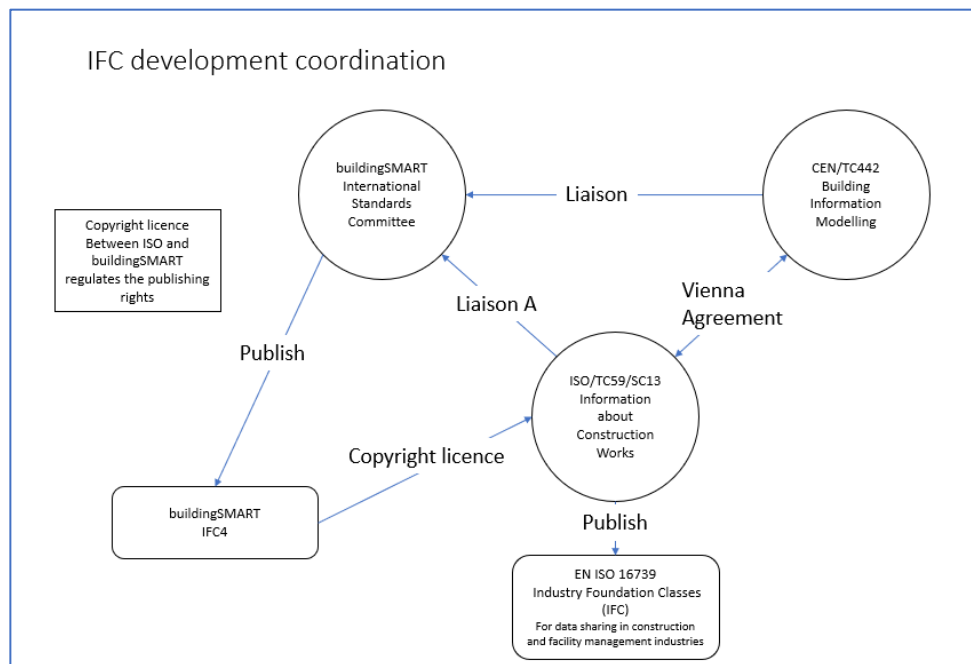 IFC development coordination
buildingSMART
International
Standards
Committee
Liaison
CEN/TC442
Building
Information
Modelling
Copyright licence
Between ISO and
buildingSMART
regulates the publishing
rights
Liaison A
Vienna
Agreement
Publish
ISO/TC59/SC13
Information
about
Construction
Works
Copyright licence
buildingSMART
IFC4
Publish
EN ISO 16739
Industry Foundation Classes
(IFC)
For data sharing in construction
and facility management industries